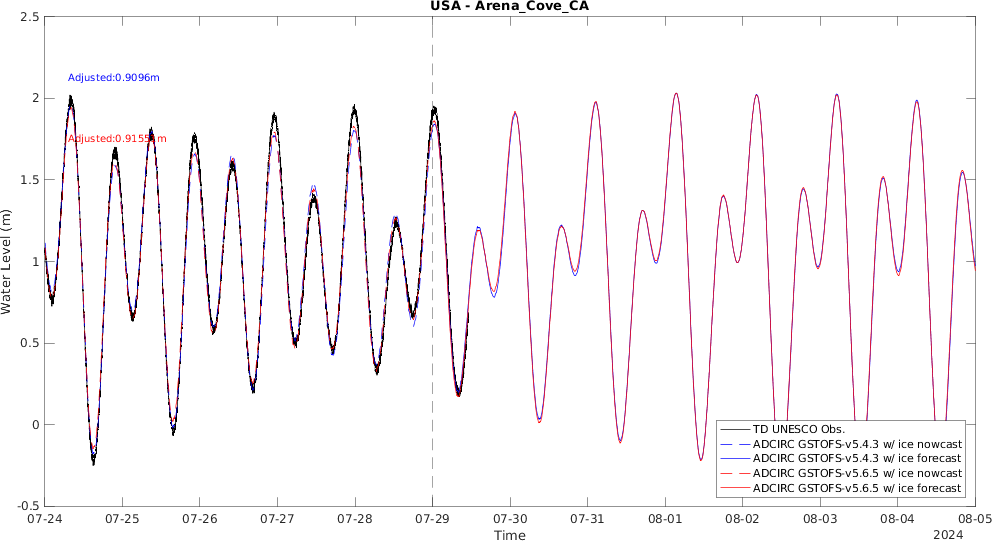 USA - Arena_Cove_CA
2.5
2
1.5
1
0.5
0
-0.5
Water Level (m)
Adjusted:0.9096m
Adjusted:0.9155m
TD UNESCO Obs.
ADCIRC GSTOFS-v5.4.3 w/ ice nowcast
ADCIRC GSTOFS-v5.4.3 w/ ice forecast
ADCIRC GSTOFS-v5.6.5 w/ ice nowcast
ADCIRC GSTOFS-v5.6.5 w/ ice forecast
07-24 07-25 07-26 07-27 07-28 07-29 07-30 07-31 08-01 08-02 08-03 08-04 08-05
Time
2024